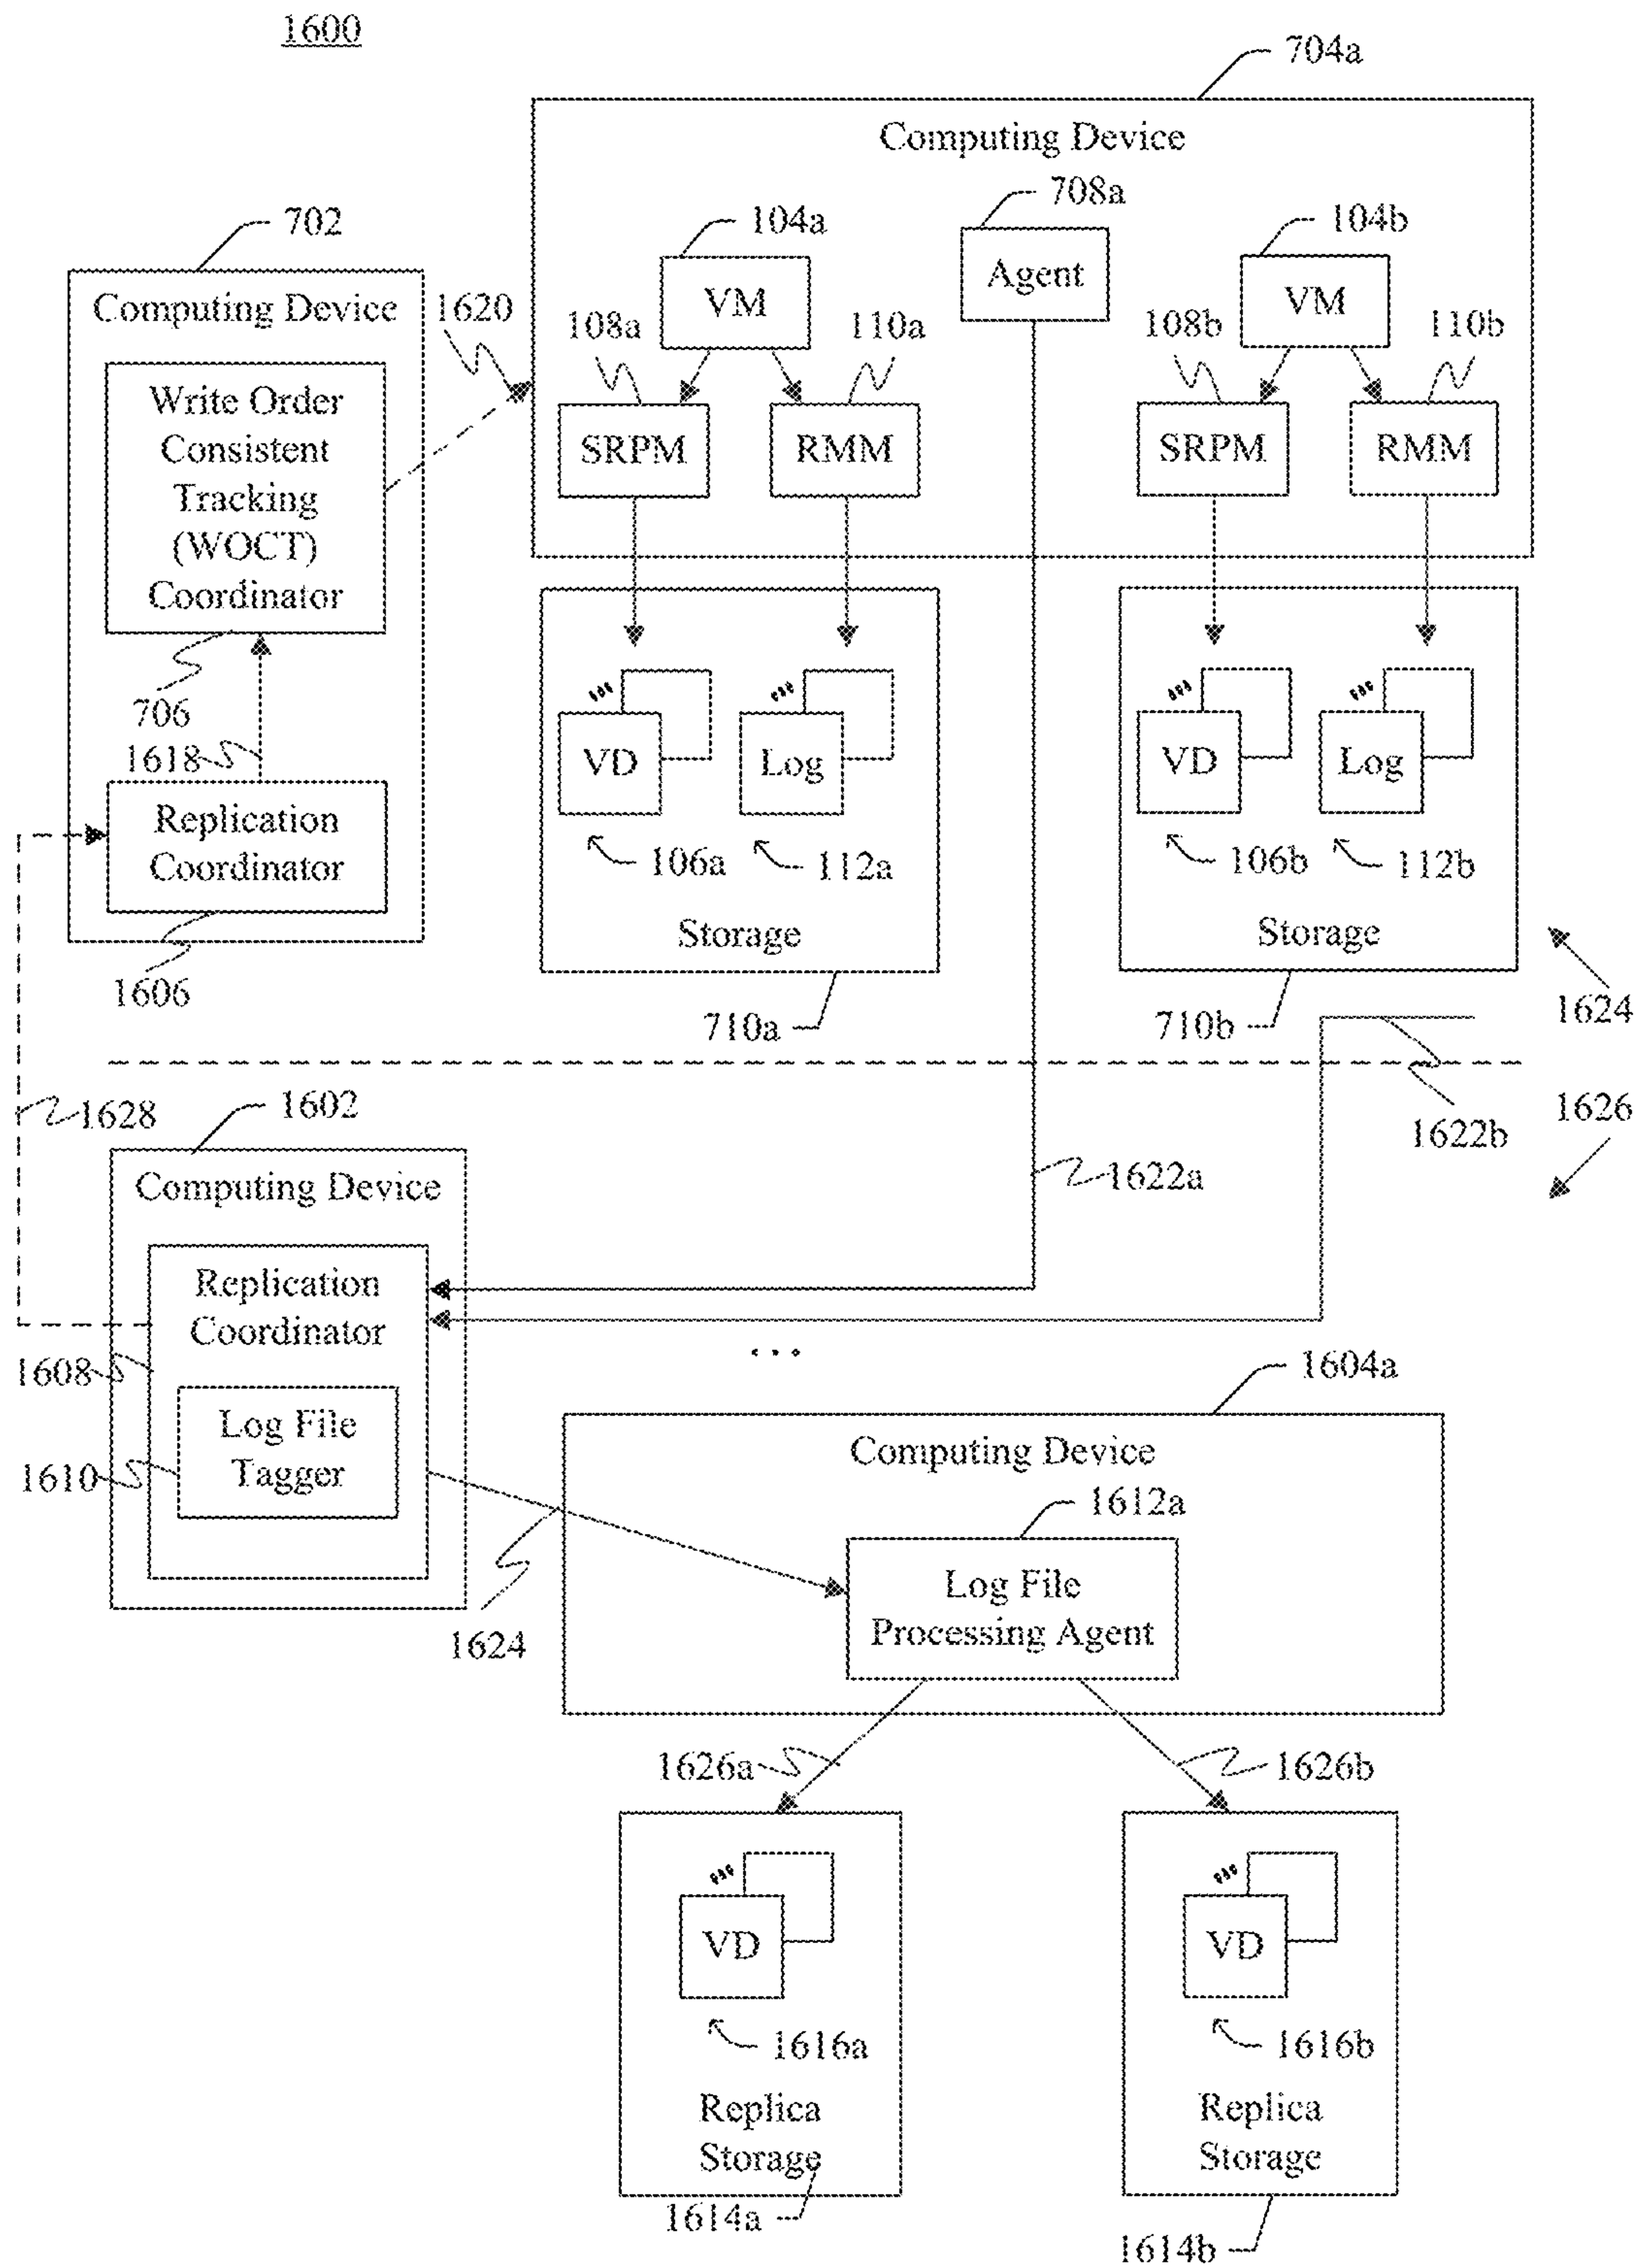 1600
704a
Computing Device
708a
702
104a
104b
Agent
Computing Device
1620
VM
VM
108a
110a
108b
110b
Write Order
Consistent
Tracking
(WOCT)
Coordinator
SRPM
RMM
SRPM
RMM
706
1618
VD
Log
VD
Log
Replication
Coordinator
106a
112a
106b
112b
Storage
Storage
1606
710a
710b
1624
1602
1628
1626
1622b
Computing Device
1622a
Replication
Coordinator
...
1604a
1608
Log File
Tagger
1610
Computing Device
1612a
Log File
Processing Agent
1624
1626a
1626b
VD
VD
1616a
1616b
Replica
Storage
Replica
Storage
1614a
1614b